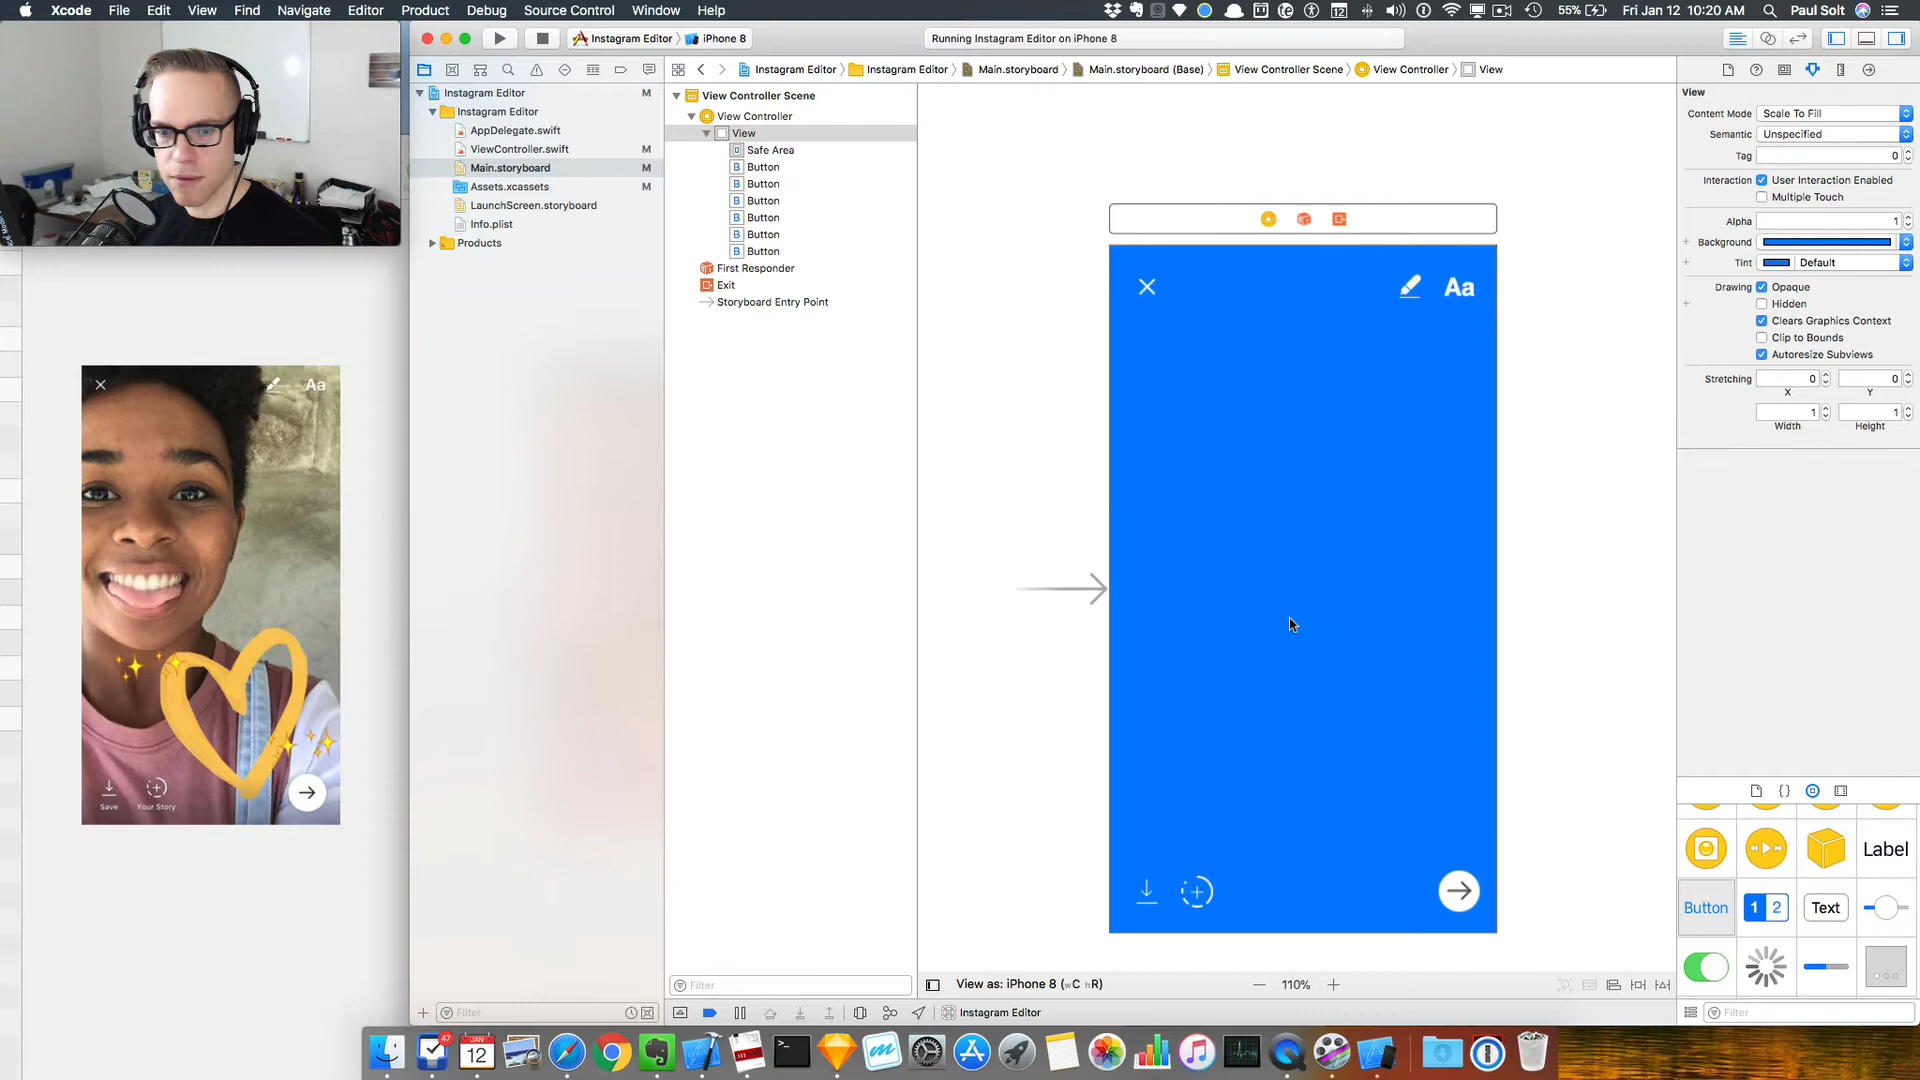 Xcode File Edit View Find Navigate Editor Product Debug Source Control Window Help
12 55% Fri Jan 12 10:20 AM Paul Solt
Instagram Editor iPhone 8
Running Instagram Editor on iPhone 8
Instagram Editor Instagram Editor Main.storyboard Main.storyboard (Base) View Controller Scene View Controller View
Instagram Editor M
Instagram Editor
AppDelegate.swift
ViewController.swift M
Main.storyboard M
Assets.xcassets M
LaunchScreen.storyboard
Info.plist
Products
Filter
View Controller Scene
View Controller
View
Safe Area
B Button
B Button
B Button
B Button
B Button
B Button
First Responder
Exit
Storyboard Entry Point
Filter
Aa
Save Your Story
Aa
View as: iPhone 8 (wC hR)
110%
Instagram Editor
View
Content Mode Scale To Fill
Semantic Unspecified
Tag 0
Interaction User Interaction Enabled
Multiple Touch
Alpha 1
Background
Tint Default
Drawing Opaque
Hidden
Clears Graphics Context
Clip to Bounds
Autoresize Subviews
Stretching 0 0
X Y
1 1
Width Height
Label
Button 1 2 Text
Filter
47
JAN
12